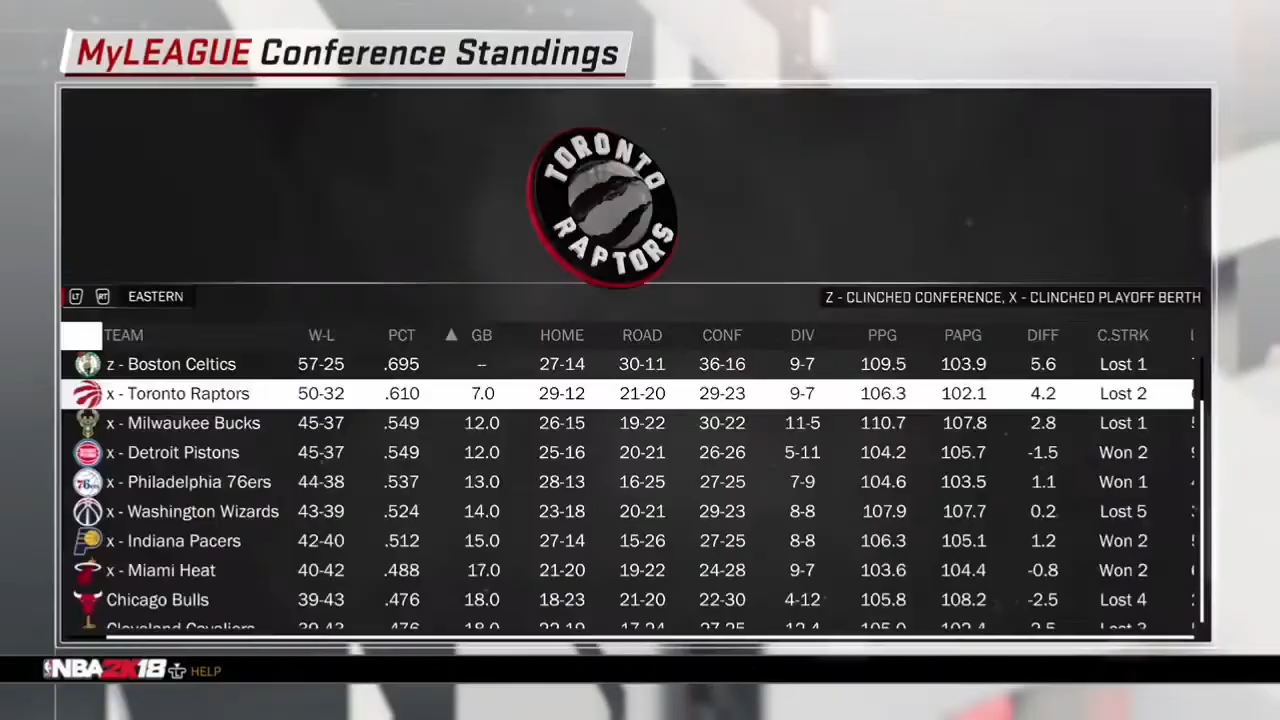 MyLEAGUE Conference Standings
TORONTO
RAPTORS
LT RT EASTERN Z - CLINCHED CONFERENCE, X - CLINCHED PLAYOFF BERTH
TEAM W-L PCT ▲ GB HOME ROAD CONF DIV PPG PAPG DIFF C.STRK
z - Boston Celtics 57-25 .695 -- 27-14 30-11 36-16 9-7 109.5 103.9 5.6 Lost 1
x - Toronto Raptors 50-32 .610 7.0 29-12 21-20 29-23 9-7 106.3 102.1 4.2 Lost 2
x - Milwaukee Bucks 45-37 .549 12.0 26-15 19-22 30-22 11-5 110.7 107.8 2.8 Lost 1
x - Detroit Pistons 45-37 .549 12.0 25-16 20-21 26-26 5-11 104.2 105.7 -1.5 Won 2
x - Philadelphia 76ers 44-38 .537 13.0 28-13 16-25 27-25 7-9 104.6 103.5 1.1 Won 1
x - Washington Wizards 43-39 .524 14.0 23-18 20-21 29-23 8-8 107.9 107.7 0.2 Lost 5
x - Indiana Pacers 42-40 .512 15.0 27-14 15-26 27-25 8-8 106.3 105.1 1.2 Won 2
x - Miami Heat 40-42 .488 17.0 21-20 19-22 24-28 9-7 103.6 104.4 -0.8 Won 2
Chicago Bulls 39-43 .476 18.0 18-23 21-20 22-30 4-12 105.8 108.2 -2.5 Lost 4
Cleveland Cavaliers 39-43 .476 18.0
NBA 2K18 HELP